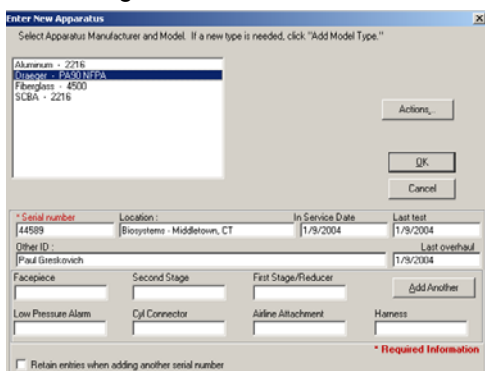 Enter New Apparatus
Select Apparatus Manufacturer and Model. If a new type is needed, click "Add Model Type."
Aluminum - 2216
Draeger - PA90 NFPA
Fiberglass - 4500
SCBA - 2216
Actions...
OK
Cancel
* Serial number Location : In Service Date Last test
44589 Biosystems - Middletown, CT 1/9/2004 1/9/2004
Other ID : Last overhaul
Paul Greskovich 1/9/2004
Facepiece Second Stage First Stage/Reducer
Add Another
Low Pressure Alarm Cyl Connector Airline Attachment Harness
* Required Information
Retain entries when adding another serial number